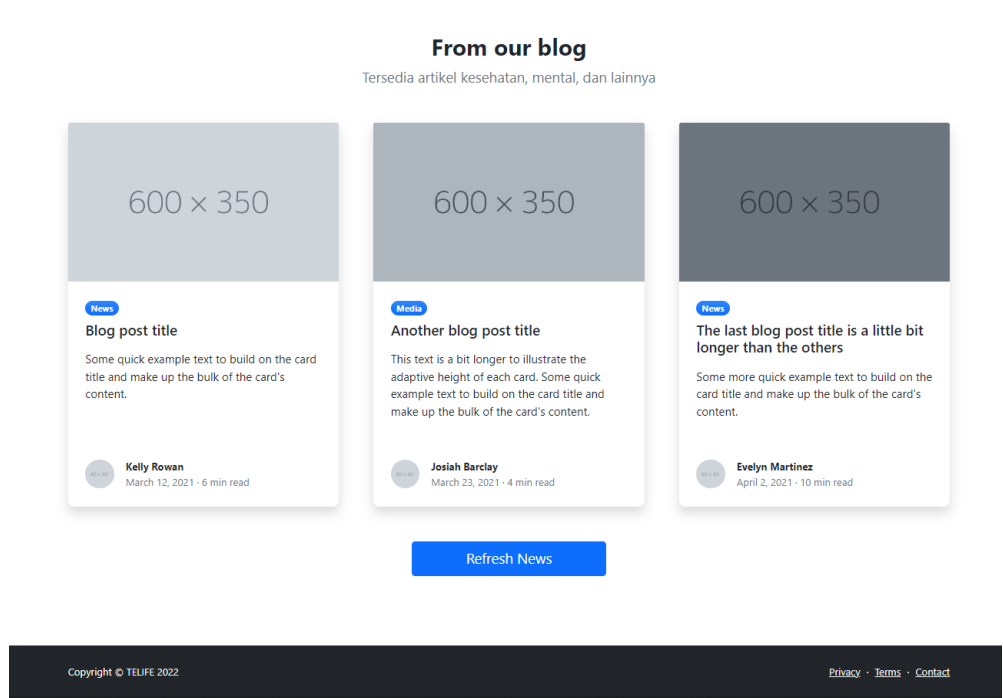 From our blog
Tersedia artikel kesehatan, mental, dan lainnya
600 × 350
600 × 350
600 × 350
News
Blog post title
Some quick example text to build on the card
title and make up the bulk of the card's
content.
Kelly Rowan
March 12, 2021 · 6 min read
Media
Another blog post title
This text is a bit longer to illustrate the
adaptive height of each card. Some quick
example text to build on the card title and
make up the bulk of the card's content.
Josiah Barclay
March 23, 2021 · 4 min read
News
The last blog post title is a little bit
longer than the others
Some more quick example text to build on the
card title and make up the bulk of the card's
content.
Evelyn Martinez
April 2, 2021 · 10 min read
Refresh News
Copyright © TELIFE 2022
Privacy · Terms · Contact